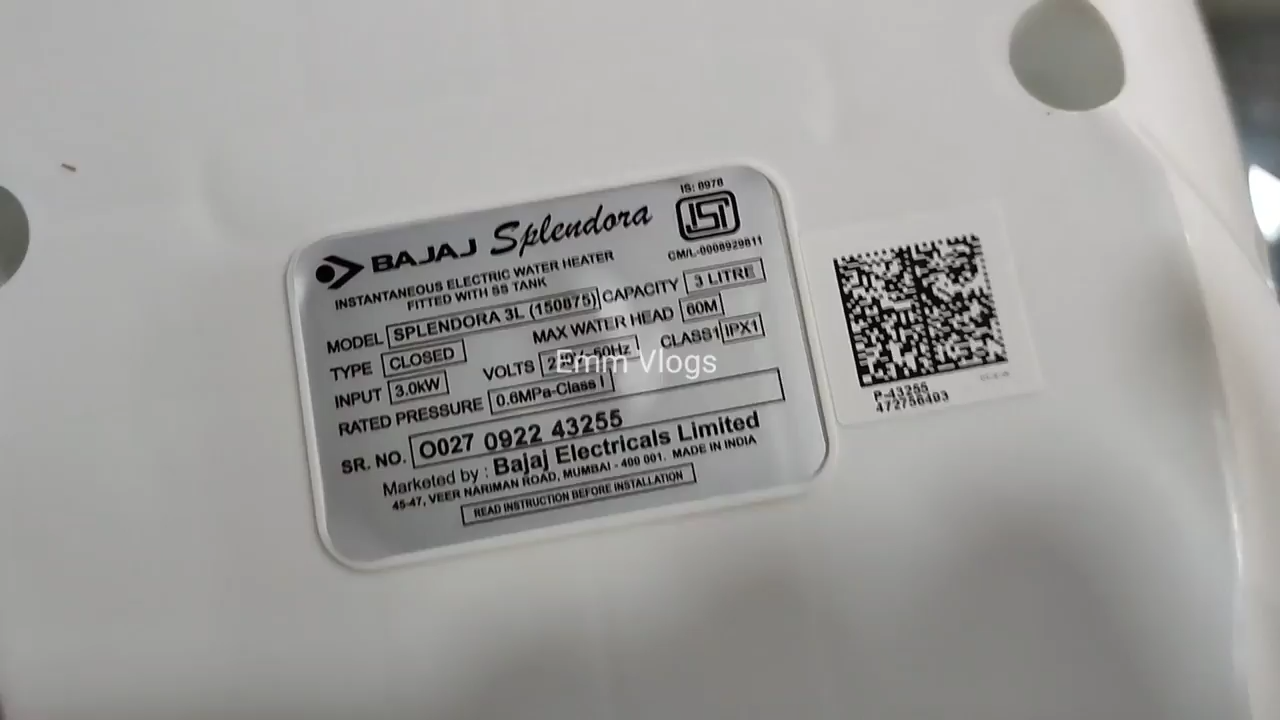 BAJAJ Splendora
IS: 8978
ISI
CM/L-0008929811
INSTANTANEOUS ELECTRIC WATER HEATER
FITTED WITH SS TANK
MODEL SPLENDORA 3L (150875) CAPACITY 3 LITRE
TYPE CLOSED MAX WATER HEAD 60M
INPUT 3.0kW VOLTS CLASS1 IPX1
RATED PRESSURE 0.6MPa-Class I
SR. NO. O027 0922 43255
Marketed by : Bajaj Electricals Limited
45-47, VEER NARIMAN ROAD, MUMBAI - 400 001. MADE IN INDIA
READ INSTRUCTION BEFORE INSTALLATION
Emm Vlogs
P-43255
472756403